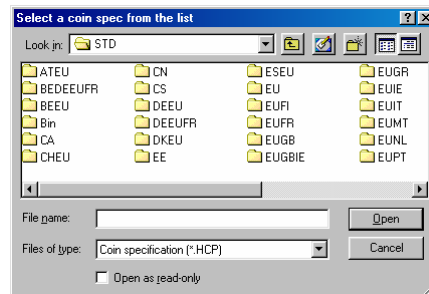 Select a coin spec from the list
Look in: STD
ATEU CN ESEU EUGR
BEDEEUFR CS EU EUIE
BEEU DEEU EUFI EUIT
Bin DEEUFR EUFR EUMT
CA DKEU EUGB EUNL
CHEU EE EUGBIE EUPT
File name: Open
Files of type: Coin specification (*.HCP) Cancel
Open as read-only